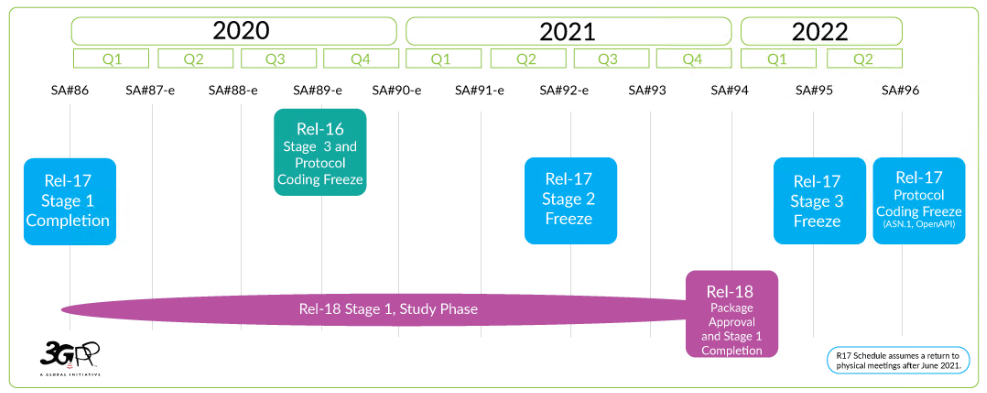 2020 2021 2022
Q1 Q2 Q3 Q4 Q1 Q2 Q3 Q4 Q1 Q2
SA#86 SA#87-e SA#88-e SA#89-e SA#90-e SA#91-e SA#92-e SA#93 SA#94 SA#95 SA#96
Rel-16
Stage 3 and
Protocol
Coding Freeze
Rel-17
Stage 1
Completion
Rel-17
Stage 2
Freeze
Rel-17
Stage 3
Freeze
Rel-17
Protocol
Coding Freeze
(ASN.1, OpenAPI)
Rel-18 Stage 1, Study Phase
Rel-18
Package
Approval
and Stage 1
Completion
3GPP
A GLOBAL INITIATIVE
R17 Schedule assumes a return to
physical meetings after June 2021.